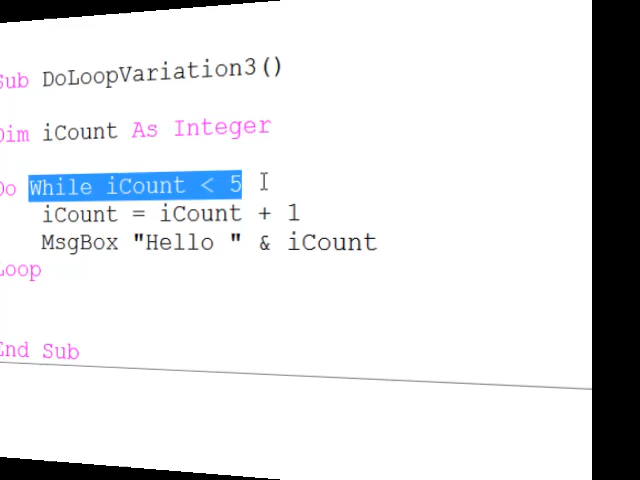 Sub DoLoopVariation3()
Dim iCount As Integer
Do While iCount < 5
iCount = iCount + 1
MsgBox "Hello " & iCount
Loop
End Sub